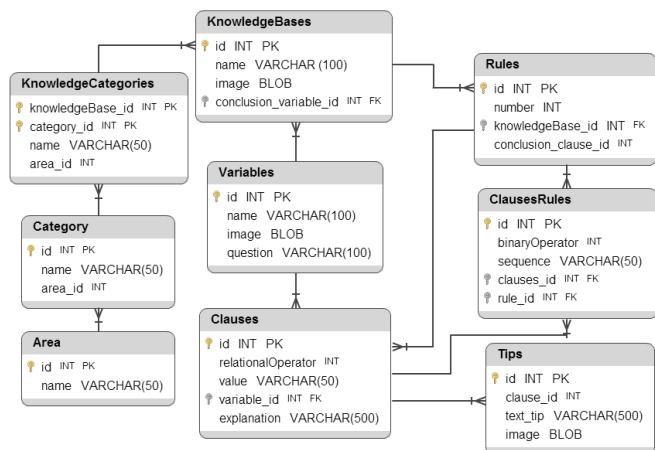 KnowledgeBases
id INT PK
name VARCHAR (100)
image BLOB
conclusion_variable_id INT FK
KnowledgeCategories
knowledgeBase_id INT PK
category_id INT PK
name VARCHAR(50)
area_id INT
Rules
id INT PK
number INT
knowledgeBase_id INT FK
conclusion_clause_id INT
Variables
id INT PK
name VARCHAR(100)
image BLOB
question VARCHAR(100)
ClausesRules
id INT PK
binaryOperator INT
sequence VARCHAR(50)
clauses_id INT FK
rule_id INT FK
Category
id INT PK
name VARCHAR(50)
area_id INT
Clauses
id INT PK
relationalOperator INT
value VARCHAR(50)
variable_id INT FK
explanation VARCHAR(500)
Area
id INT PK
name VARCHAR(50)
Tips
id INT PK
clause_id INT
text_tip VARCHAR(500)
image BLOB